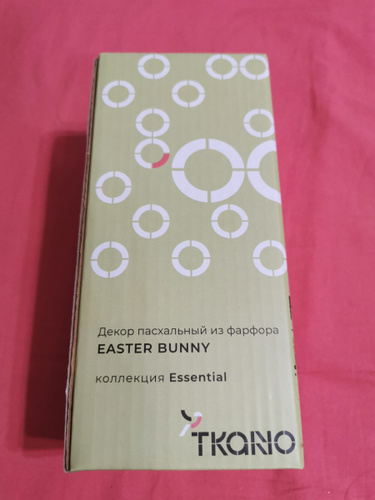 Декор пасхальный из фарфора
EASTER BUNNY
коллекция Essential
TKANO